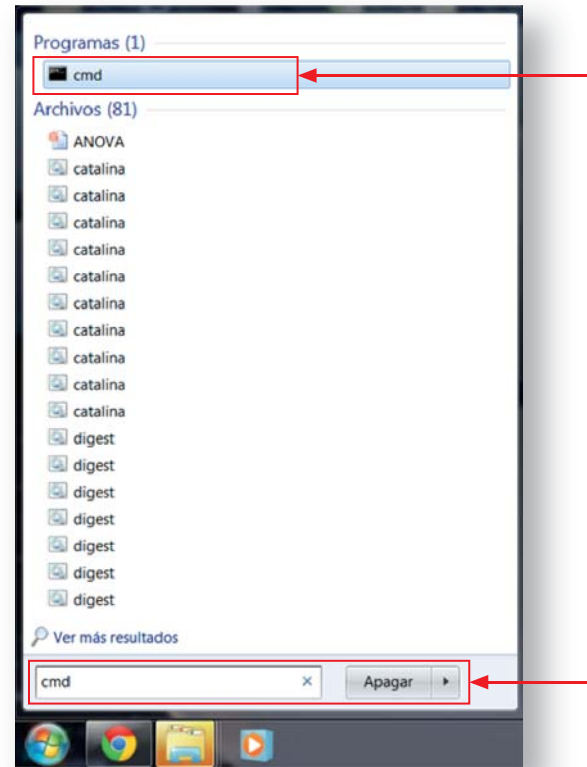 Programas (1)
cmd
Archivos (81)
ANOVA
catalina
catalina
catalina
catalina
catalina
catalina
catalina
catalina
catalina
catalina
digest
digest
digest
digest
digest
digest
digest
Ver más resultados
cmd
Apagar